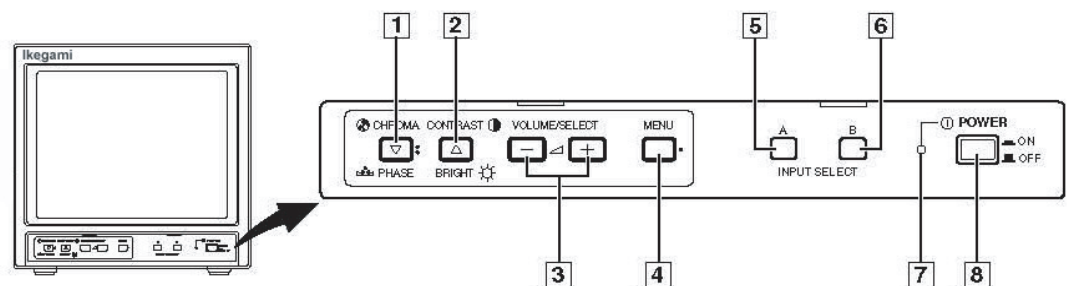 1 2 5 6
Ikegami
CHROMA CONTRAST VOLUME/SELECT MENU
A B
POWER
ON
OFF
PHASE BRIGHT
INPUT SELECT
3 4 7 8